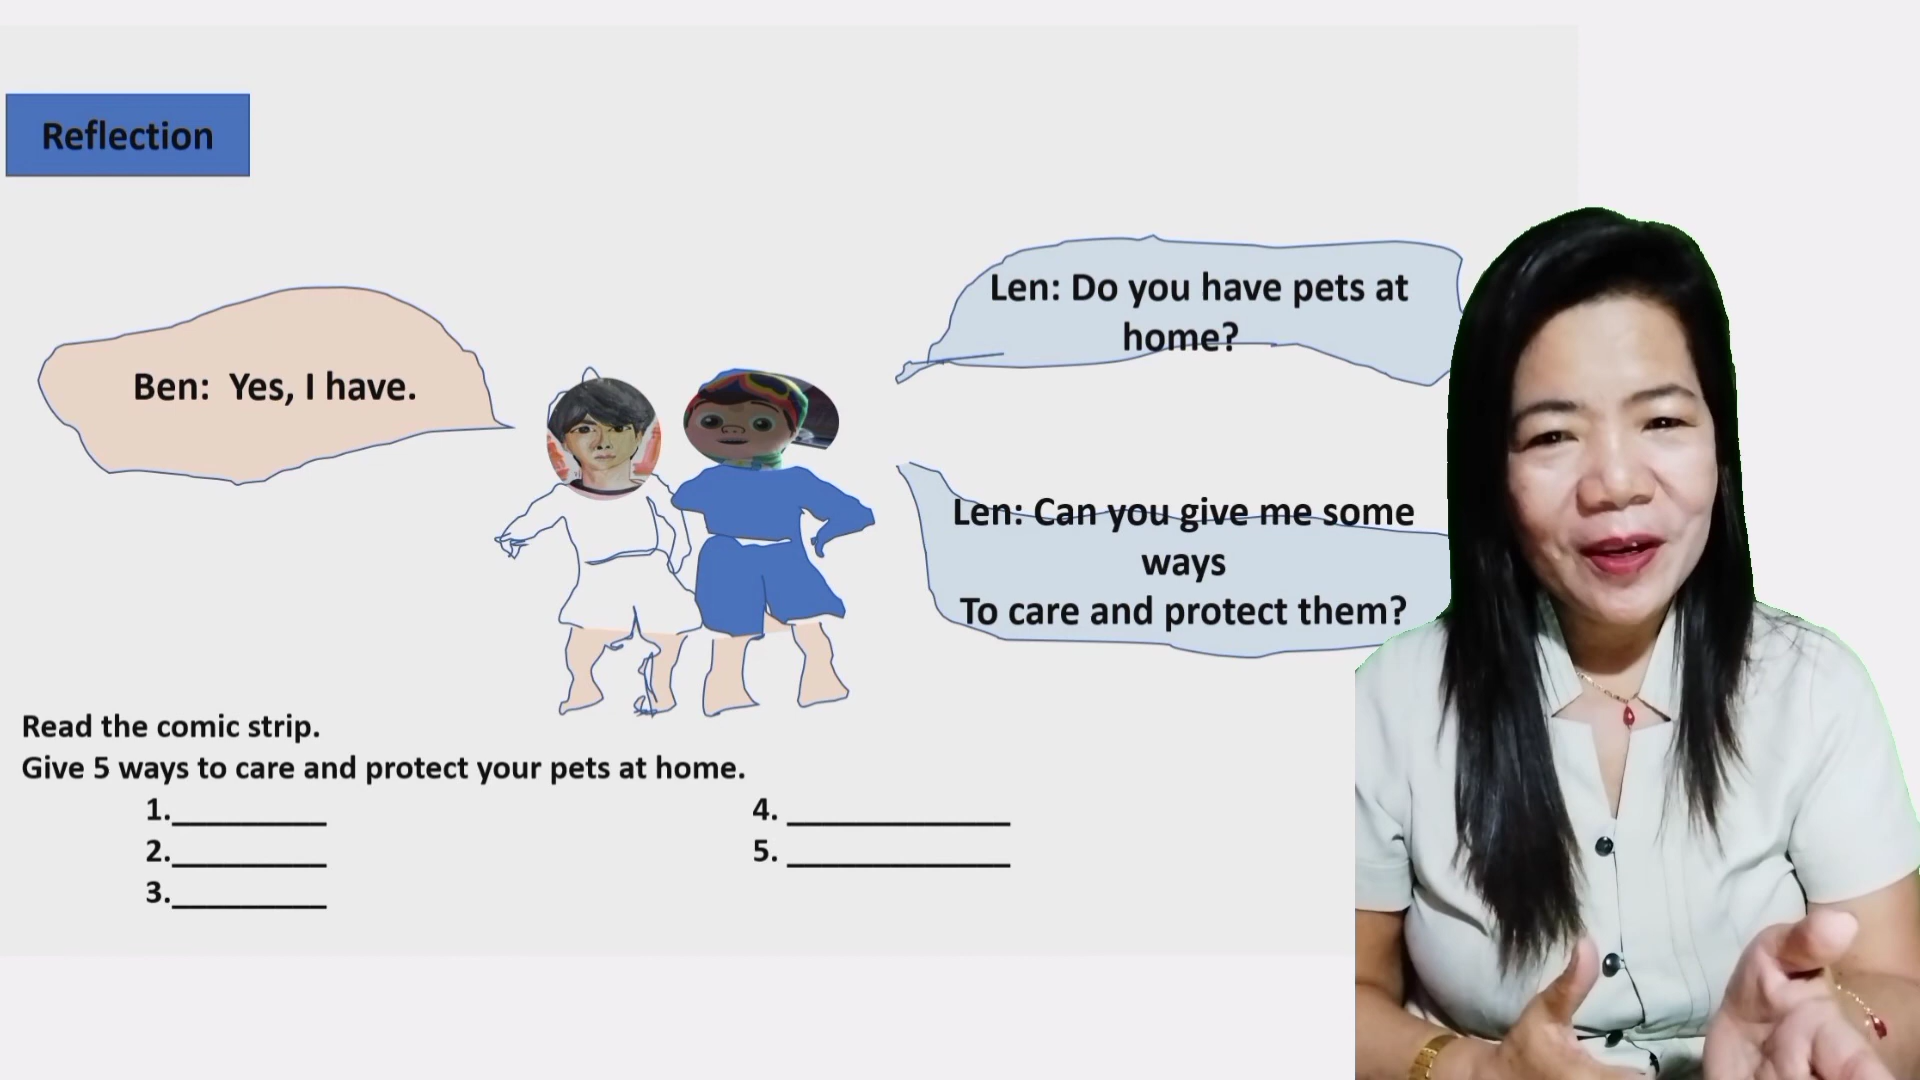 Reflection
Len: Do you have pets at
home?
Ben: Yes, I have.
Len: Can you give me some
ways
To care and protect them?
Read the comic strip.
Give 5 ways to care and protect your pets at home.
1.__________
2.__________
3.__________
4. ______________
5. ______________